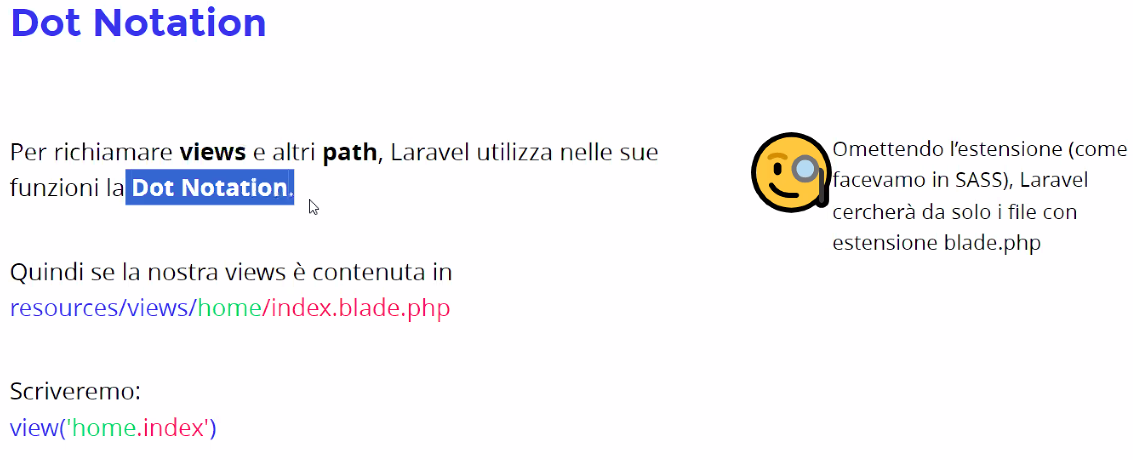 Dot Notation
Per richiamare views e altri path, Laravel utilizza nelle sue
funzioni la Dot Notation.
Quindi se la nostra views è contenuta in
resources/views/home/index.blade.php
Scriveremo:
view('home.index')
Omettendo l'estensione (come
facevamo in SASS), Laravel
cercherà da solo i file con
estensione blade.php